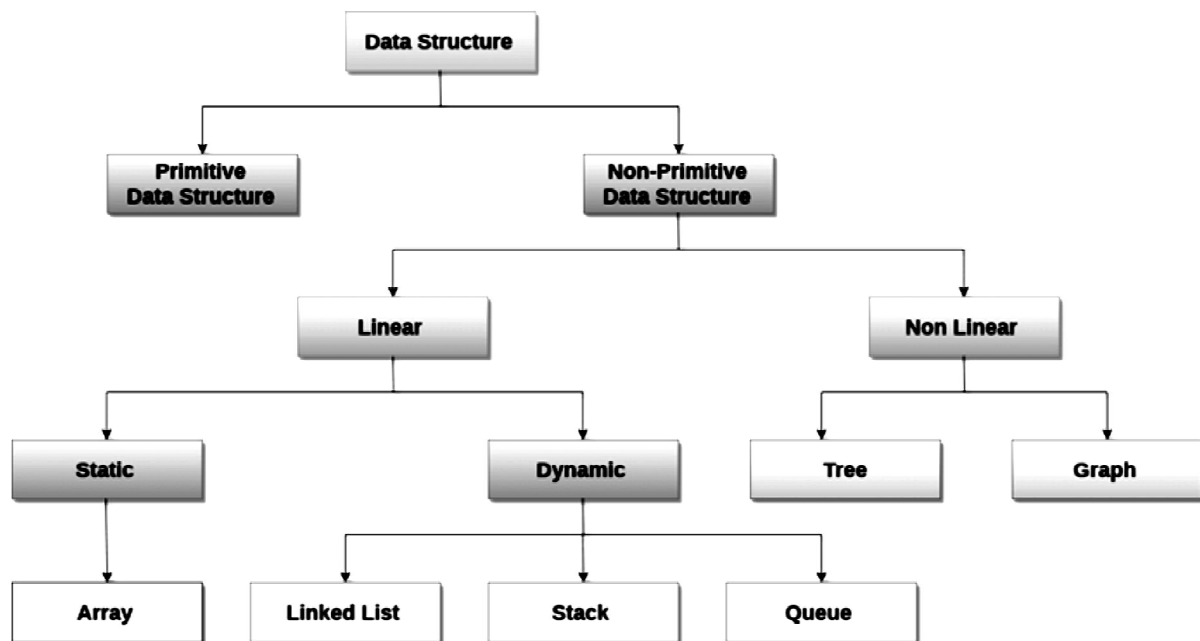 Data Structure
Primitive
Data Structure
Non-Primitive
Data Structure
Linear
Non Linear
Static
Dynamic
Tree
Graph
Array
Linked List
Stack
Queue